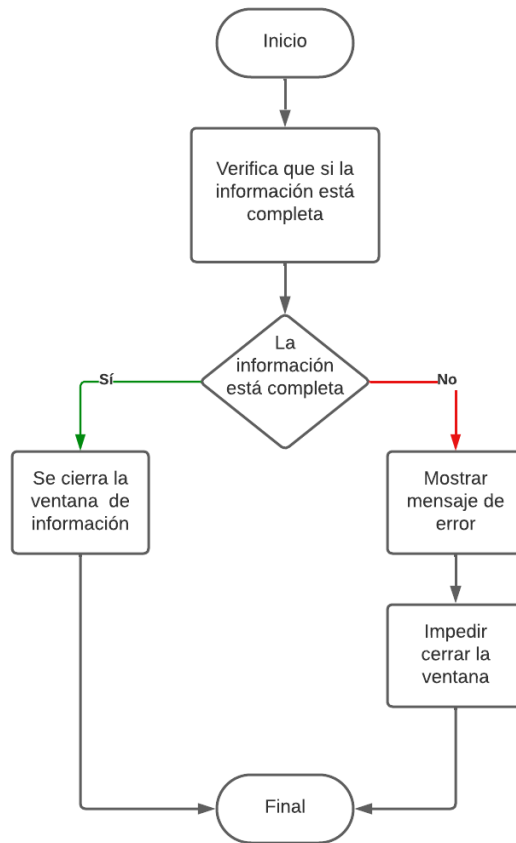 Inicio
Verifica que si la
información está
completa
La
información
está completa
Sí
No
Se cierra la
ventana de
información
Mostrar
mensaje de
error
Impedir
cerrar la
ventana
Final